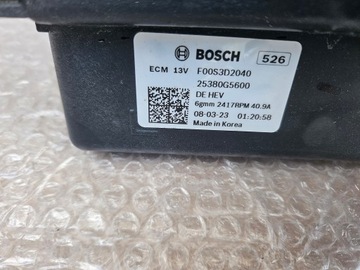 BOSCH
526
ECM 13V F00S3D2040
25380G5600
DE HEV
6gmm 2417RPM 40.9A
08-03-23 01:20:58
Made in Korea